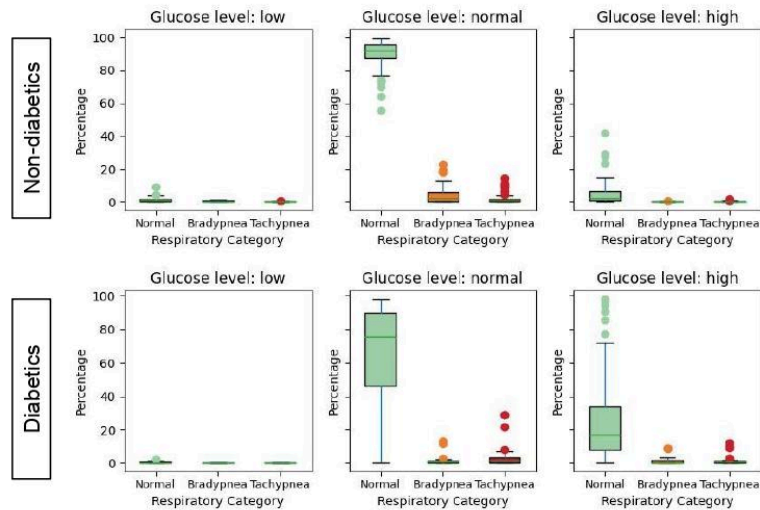 Non-diabetics
Glucose level: low
Glucose level: normal
Glucose level: high
Percentage
100
80
60
40
20
0
Percentage
Percentage
Normal Bradypnea Tachypnea
Normal Bradypnea Tachypnea
Normal Bradypnea Tachypnea
Respiratory Category
Respiratory Category
Respiratory Category
Diabetics
Glucose level: low
Glucose level: normal
Glucose level: high
Percentage
100
80
60
40
20
0
Percentage
Percentage
Normal Bradypnea Tachypnea
Normal Bradypnea Tachypnea
Normal Bradypnea Tachypnea
Respiratory Category
Respiratory Category
Respiratory Category